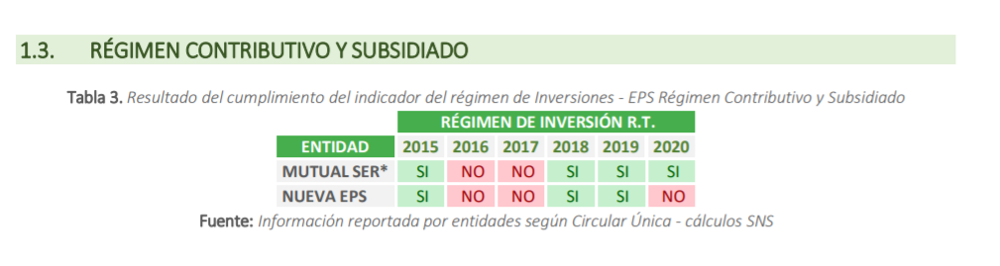 1.3. RÉGIMEN CONTRIBUTIVO Y SUBSIDIADO
Tabla 3. Resultado del cumplimiento del indicador del régimen de Inversiones - EPS Régimen Contributivo y Subsidiado
RÉGIMEN DE INVERSIÓN R.T.
ENTIDAD 2015 2016 2017 2018 2019 2020
MUTUAL SER* SI NO NO SI SI SI
NUEVA EPS SI NO NO SI SI NO
Fuente: Información reportada por entidades según Circular Única - cálculos SNS